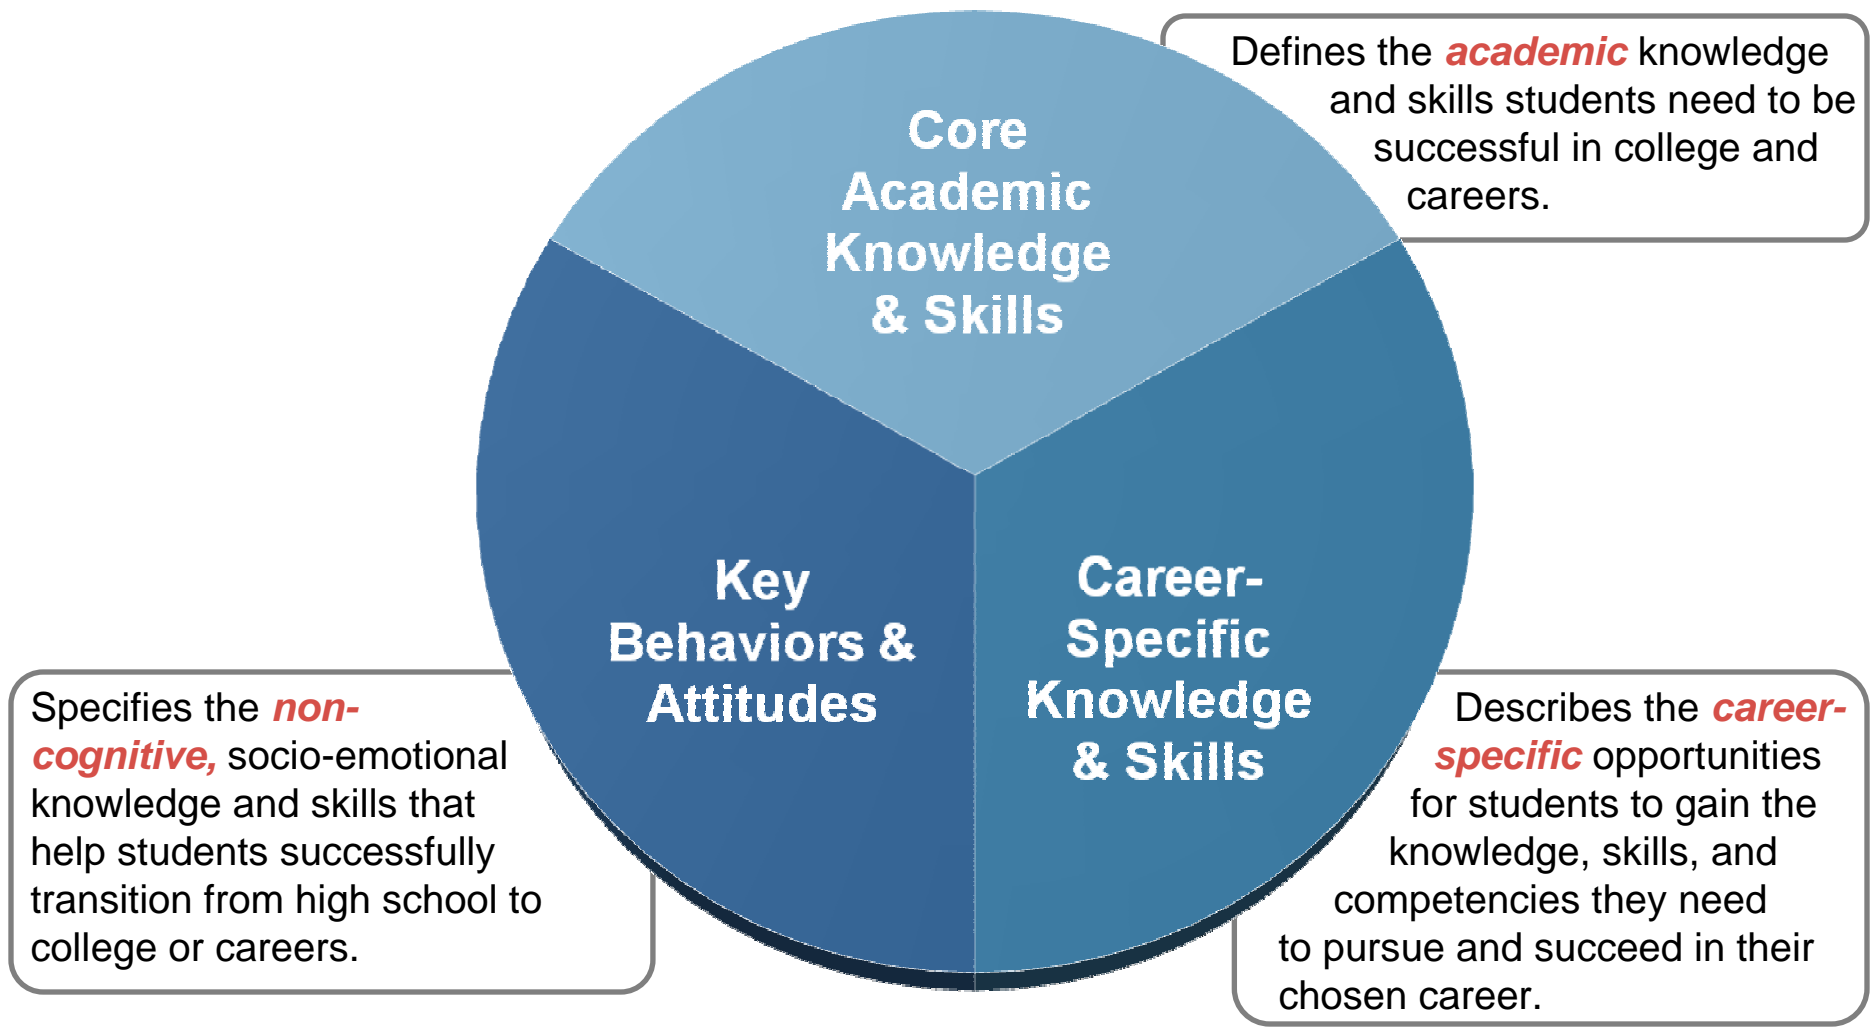 Core
Academic
Knowledge
& Skills
Defines the academic knowledge
and skills students need to be
successful in college and
careers.
Key
Behaviors &
Attitudes
Specifies the non-
cognitive, socio-emotional
knowledge and skills that
help students successfully
transition from high school to
college or careers.
Career-
Specific
Knowledge
& Skills
Describes the career-
specific opportunities
for students to gain the
knowledge, skills, and
competencies they need
to pursue and succeed in their
chosen career.